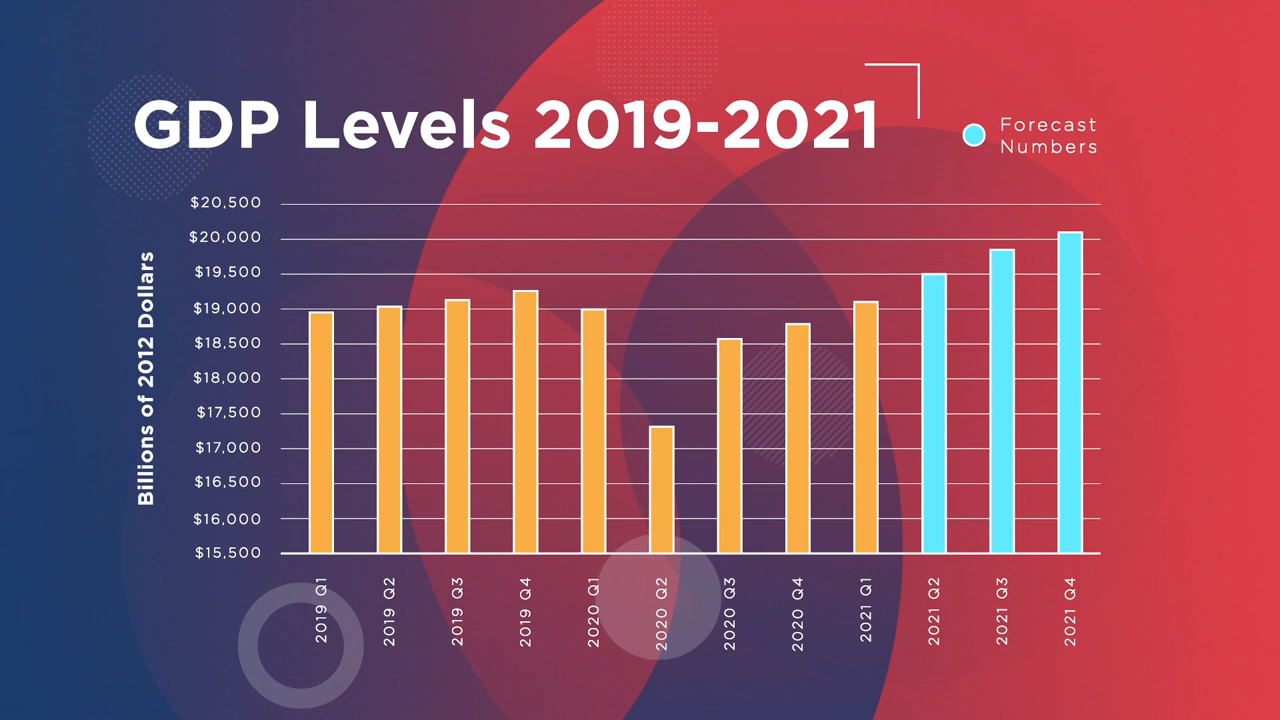 GDP Levels 2019-2021
Forecast
Numbers
Billions of 2012 Dollars
$20,500
$20,000
$19,500
$19,000
$18,500
$18,000
$17,500
$17,000
$16,500
$16,000
$15,500
2019 Q1
2019 Q2
2019 Q3
2019 Q4
2020 Q1
2020 Q2
2020 Q3
2020 Q4
2021 Q1
2021 Q2
2021 Q3
2021 Q4